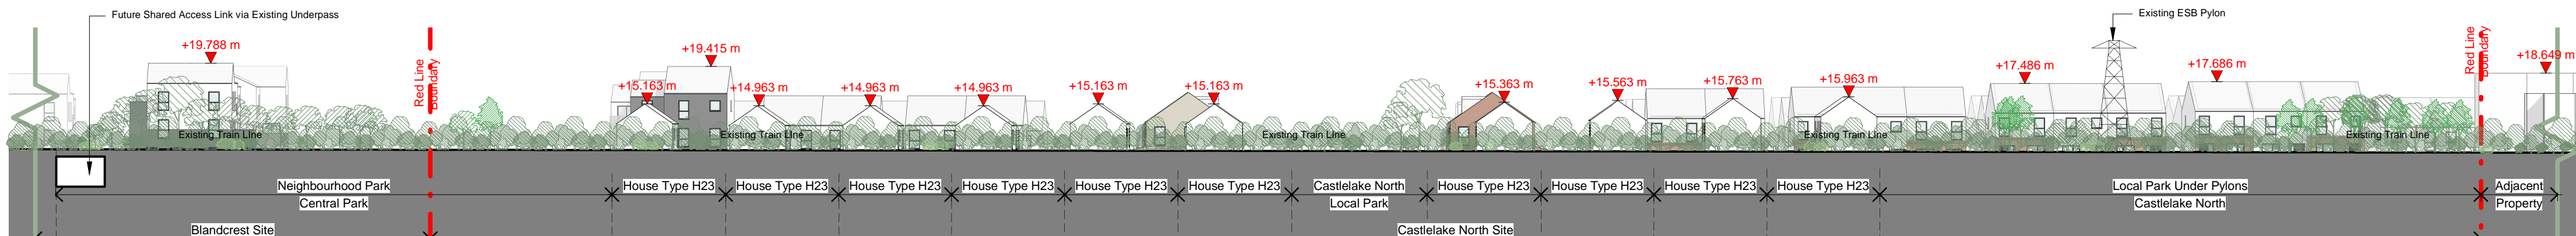 Future Shared Access Link via Existing Underpass
Existing ESB Pylon
+19.788 m
Red Line
Boundary
+19.415 m
+15.163 m
+14.963 m
+14.963 m
+14.963 m
+15.163 m
+15.163 m
+15.363 m
+15.563 m
+15.763 m
+15.963 m
+17.486 m
+17.686 m
Red Line
Boundary
+18.649 m
Existing Train LIne
Existing Train LIne
Existing Train LIne
Existing Train LIne
Existing Train LIne
Neighbourhood Park
Central Park
House Type H23
House Type H23
House Type H23
House Type H23
House Type H23
House Type H23
Castlelake North
Local Park
House Type H23
House Type H23
House Type H23
House Type H23
Local Park Under Pylons
Castlelake North
Adjacent
Property
Blandcrest Site
Castlelake North Site